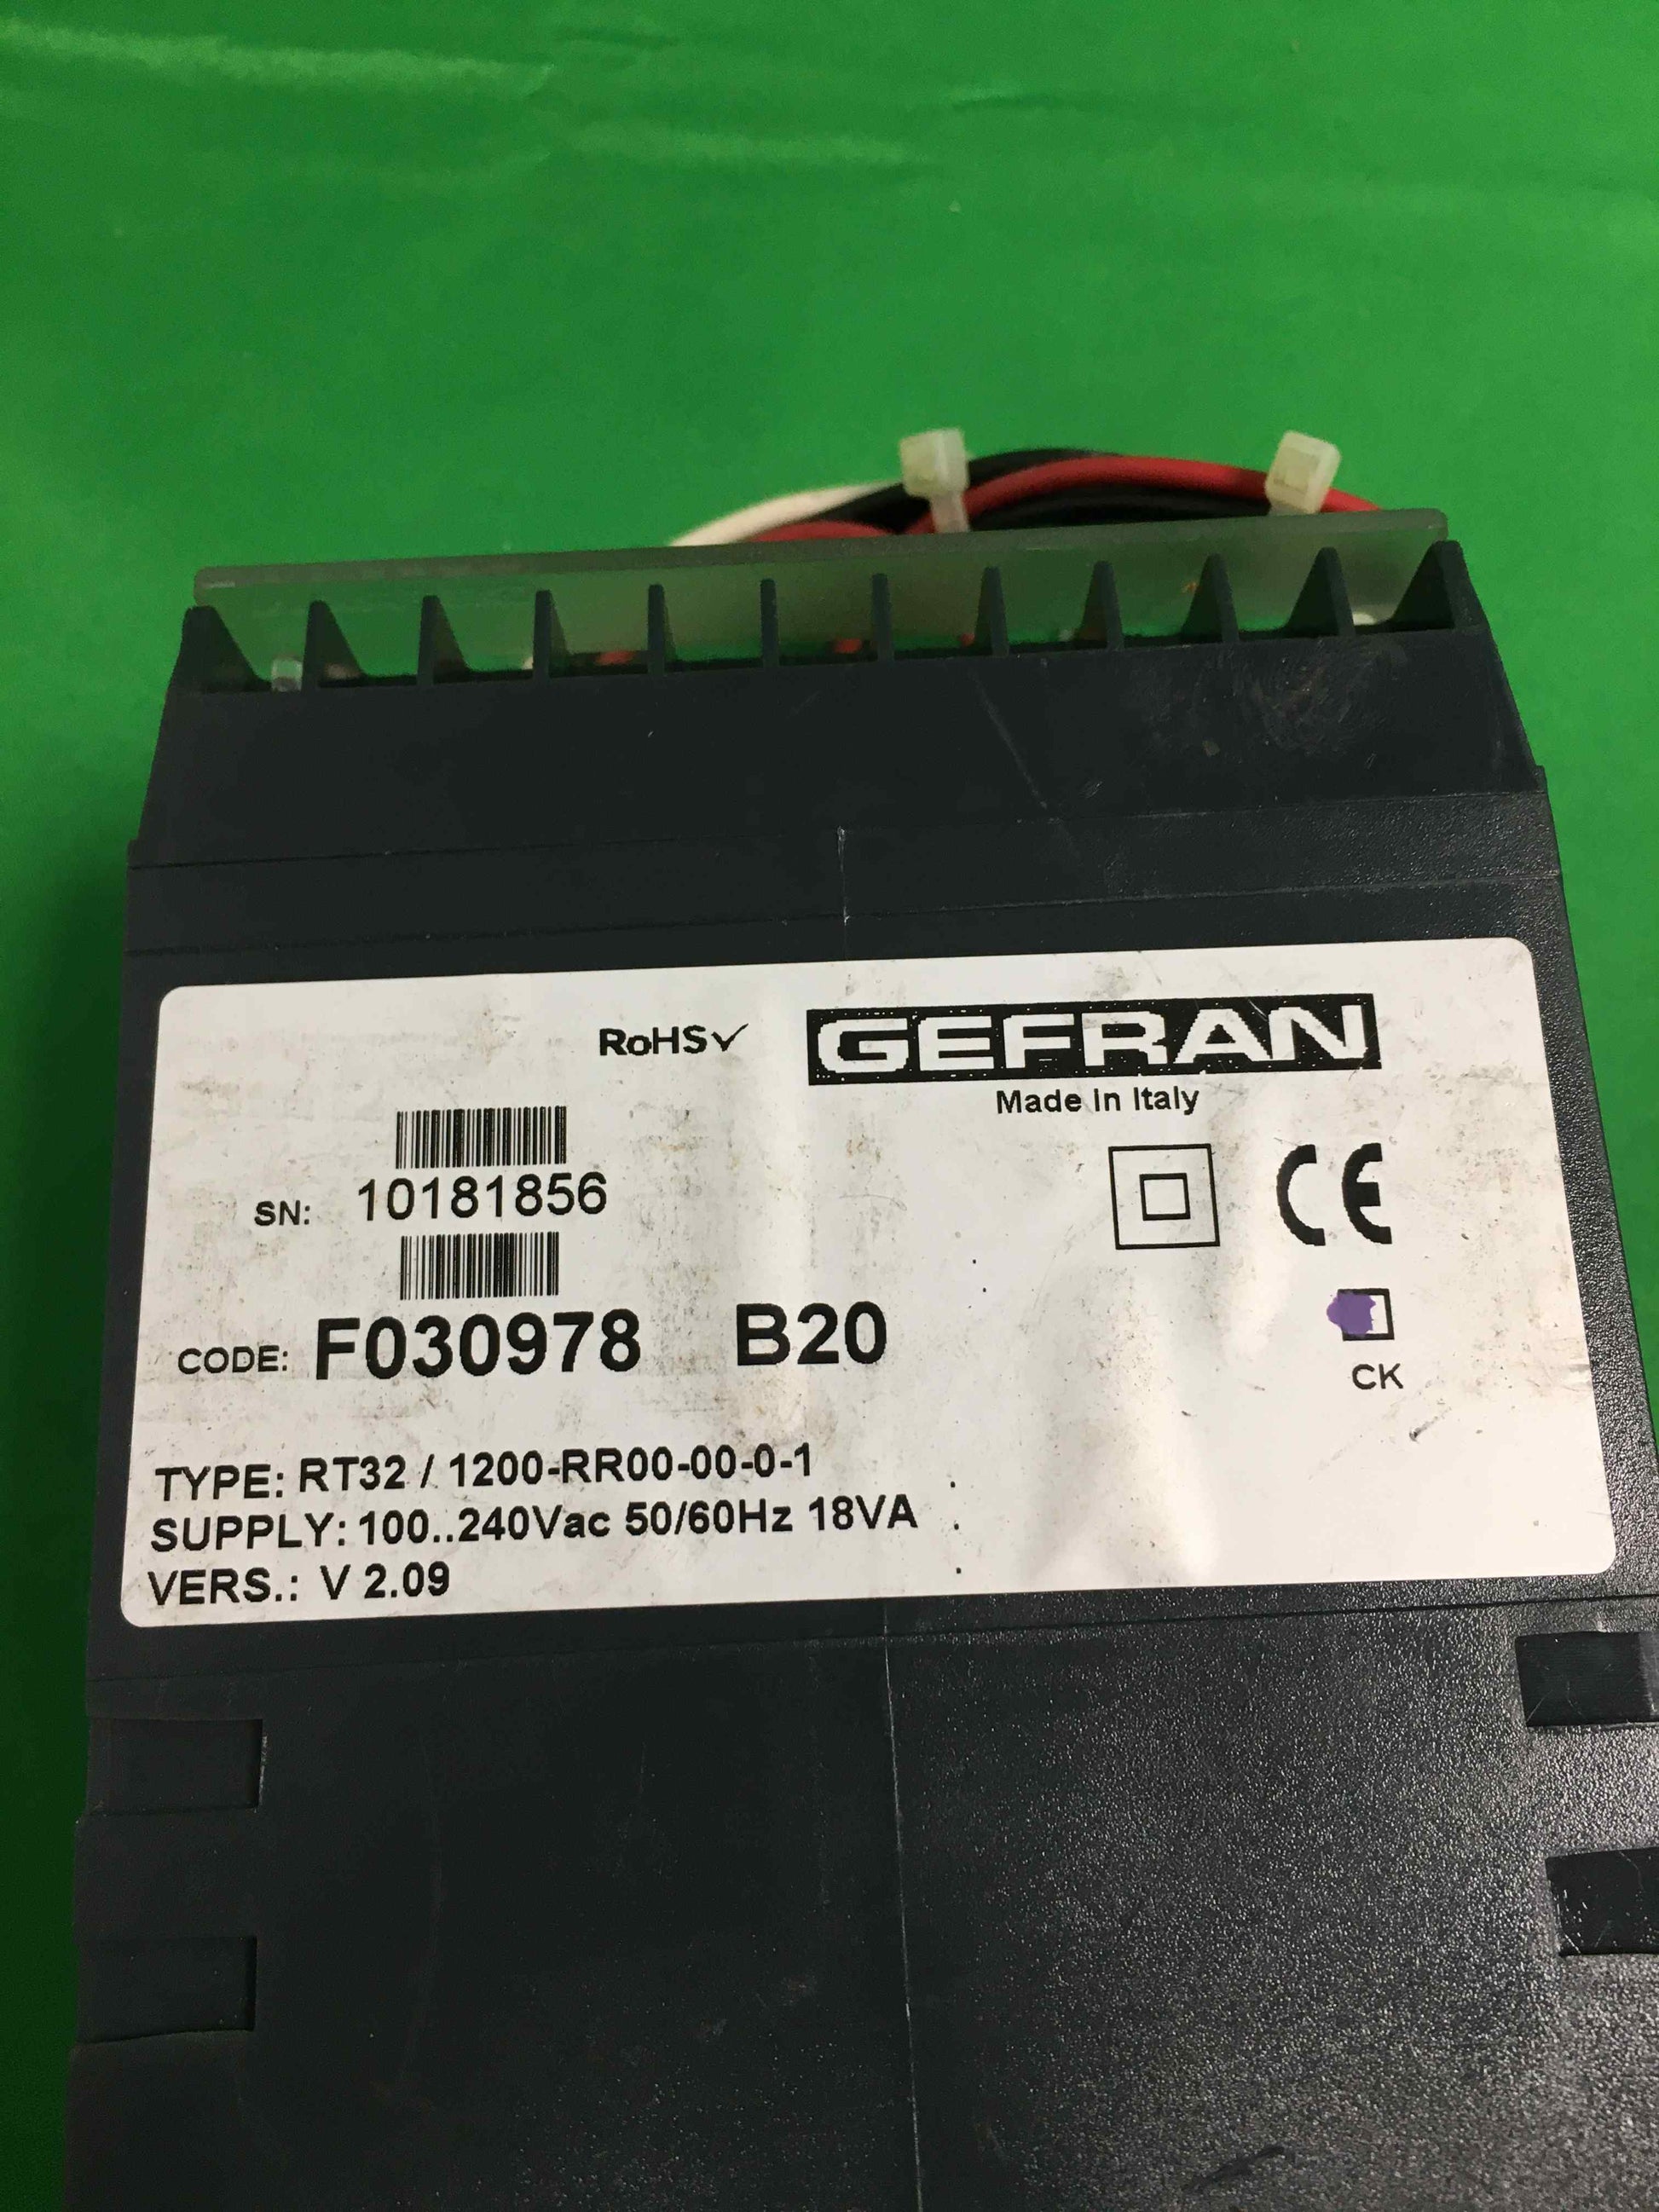 RoHS✓ GEFRAN
Made in Italy
SN: 10181856
CE
CODE: F030978 B20
CK
TYPE: RT32 / 1200-RR00-00-0-1
SUPPLY: 100..240Vac 50/60Hz 18VA
VERS.: V 2.09